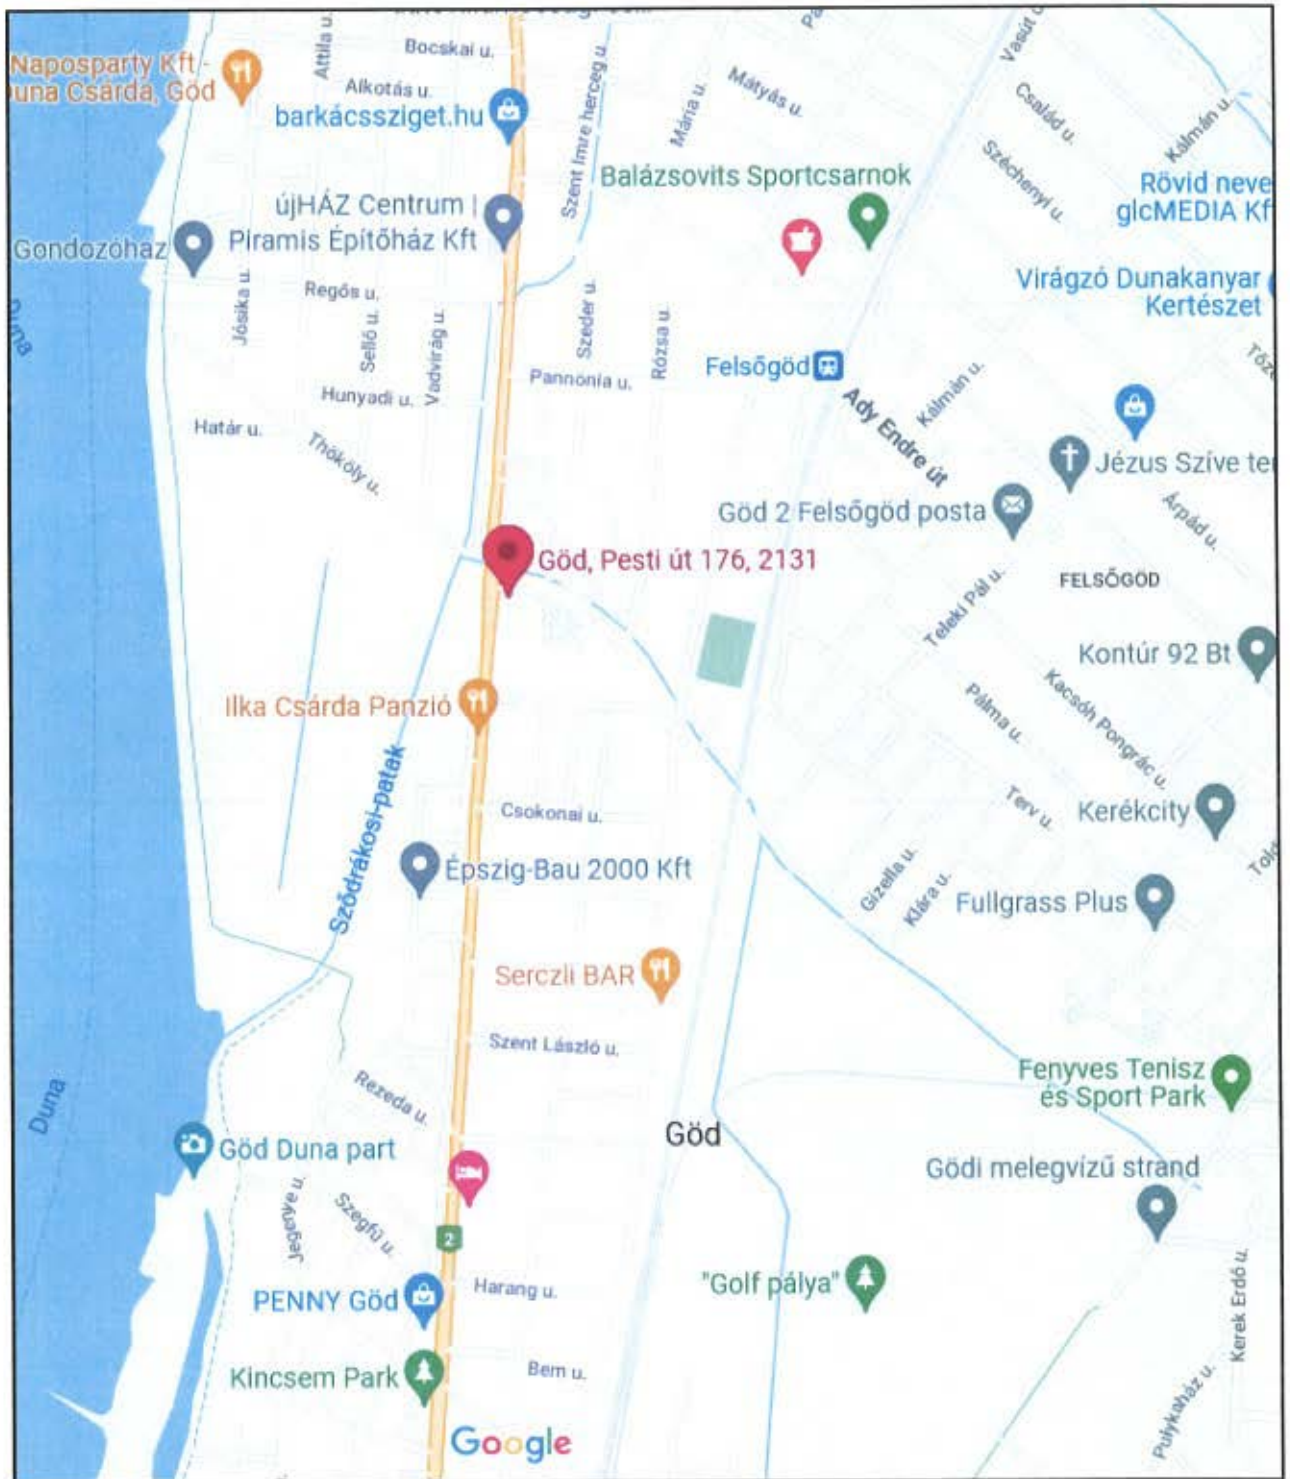 Naposparty Kft -
una Csárda, Göd
Attila u.
Bocskai u.
Alkotás u.
barkácssziget.hu
Szent Imre herceg u.
Mária u.
Mátyás u.
Vasút u
Család u.
Széchenyi u.
Kálmán u.
Balázsovits Sportcsarnok
Rövid neve
glcMEDIA Kf
újHÁZ Centrum |
Piramis Építőház Kft
Gondozóház
Virágzó Dunakanyar
Kertészet
Duna
Jósika u.
Regős u.
Sellő u.
Vadvirág u.
Szeder u.
Rózsa u.
Felsőgöd
Pannónia u.
Hunyadi u.
Határ u.
Thököly u.
Ady Endre út
Kálmán u.
Jézus Szíve te
Göd 2 Felsőgöd posta
Árpád u.
Göd, Pesti út 176, 2131
FELSŐGÖD
Teleki Pál u.
Kontúr 92 Bt
Ilka Csárda Panzió
Pálma u.
Kacsóh Pongrác u.
Sződrákosi-patak
Csokonai u.
Terv u.
Kerékcity
Épszig-Bau 2000 Kft
Gizella u.
Klára u.
Fullgrass Plus
Serczli BAR
Szent László u.
Fenyves Tenisz
és Sport Park
Rezeda u.
Duna
Göd
Göd Duna part
Gödi melegvízű strand
Jegenye u.
Szegfű u.
2
"Golf pálya"
Harang u.
PENNY Göd
Kerek Erdő u.
Kincsem Park
Bem u.
Pulykaház u.
Google